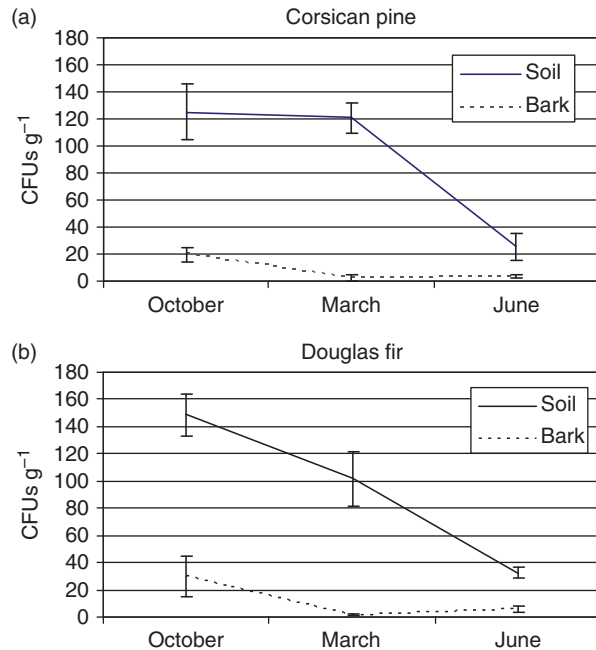 (a)
Corsican pine
180
160
140
120
100
80
60
40
20
0
CFUs g⁻¹
Soil
Bark
October March June
(b)
Douglas fir
180
160
140
120
100
80
60
40
20
0
CFUs g⁻¹
Soil
Bark
October March June